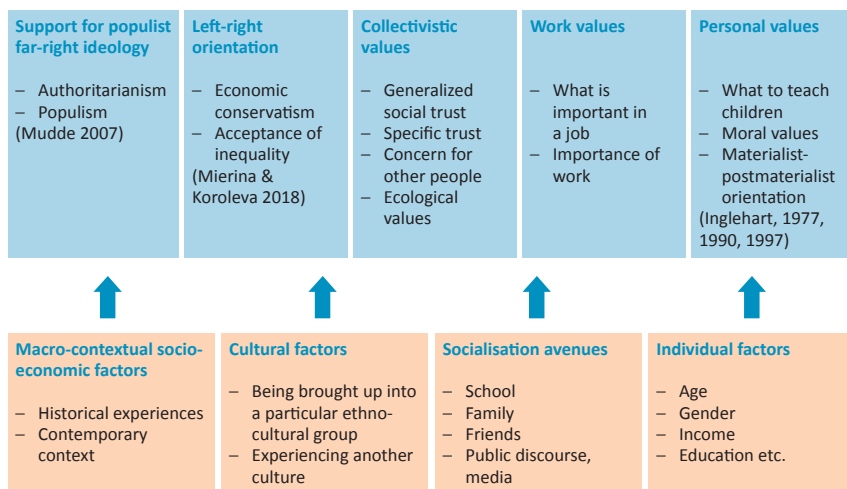 Support for populist
far-right ideology
– Authoritarianism
– Populism
(Mudde 2007)
Left-right
orientation
– Economic
conservatism
– Acceptance of
inequality
(Mierina &
Koroleva 2018)
Collectivistic
values
– Generalized
social trust
– Specific trust
– Concern for
other people
– Ecological
values
Work values
– What is
important in
a job
– Importance of
work
Personal values
– What to teach
children
– Moral values
– Materialist-
postmaterialist
orientation
(Inglehart, 1977,
1990, 1997)
Macro-contextual socio-
economic factors
– Historical experiences
– Contemporary
context
Cultural factors
– Being brought up into
a particular ethno-
cultural group
– Experiencing another
culture
Socialisation avenues
– School
– Family
– Friends
– Public discourse,
media
Individual factors
– Age
– Gender
– Income
– Education etc.